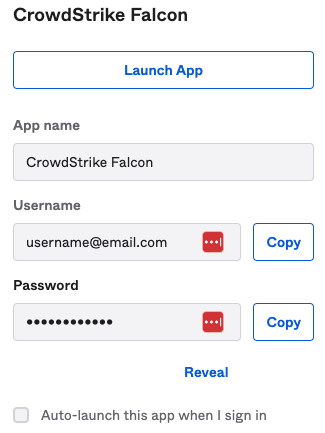 CrowdStrike Falcon
Launch App
App name
CrowdStrike Falcon
Username
username@email.com
Copy
Password
••••••••••••
Copy
Reveal
Auto-launch this app when I sign in